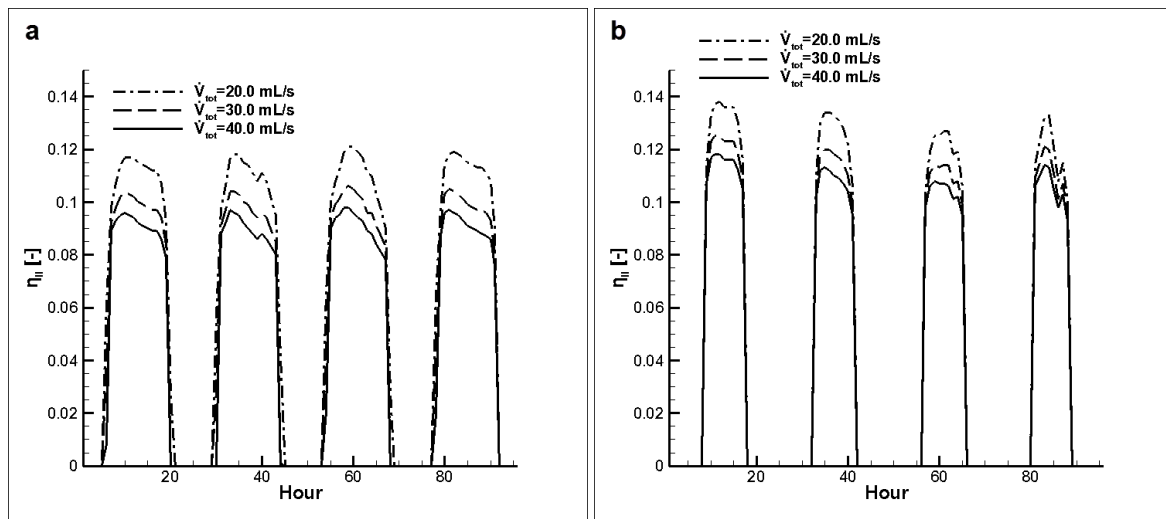 a
V̇tot=20.0 mL/s
V̇tot=30.0 mL/s
V̇tot=40.0 mL/s
0.14
0.12
0.1
0.08
0.06
0.04
0.02
0
ηII [-]
20 40 60 80
Hour
b
V̇tot=20.0 mL/s
V̇tot=30.0 mL/s
V̇tot=40.0 mL/s
0.14
0.12
0.1
0.08
0.06
0.04
0.02
0
ηII [-]
20 40 60 80
Hour